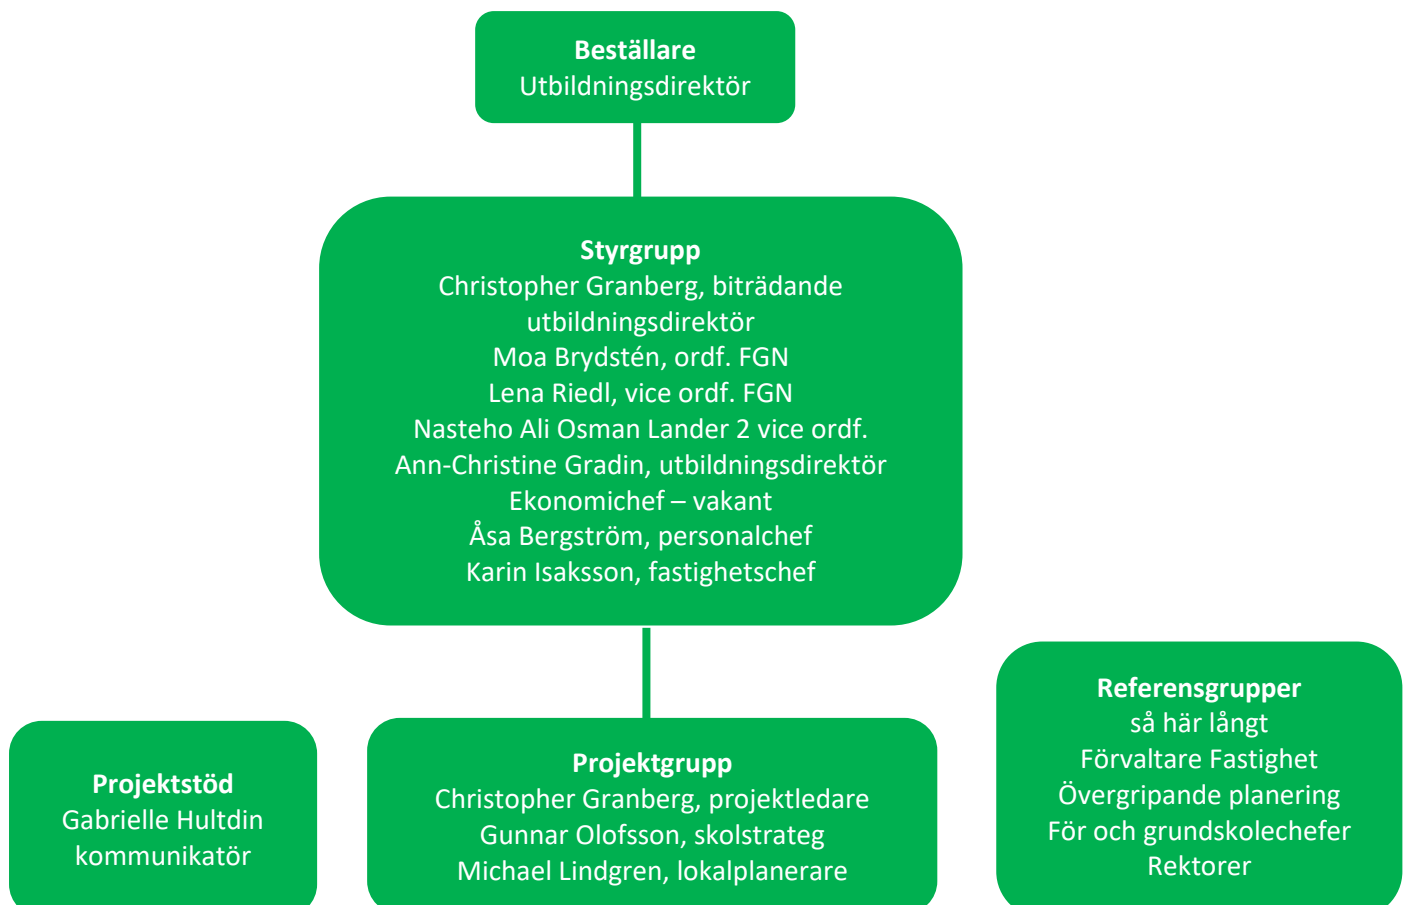 Beställare
Utbildningsdirektör
Styrgrupp
Christopher Granberg, biträdande
utbildningsdirektör
Moa Brydstén, ordf. FGN
Lena Riedl, vice ordf. FGN
Nasteho Ali Osman Lander 2 vice ordf.
Ann-Christine Gradin, utbildningsdirektör
Ekonomichef – vakant
Åsa Bergström, personalchef
Karin Isaksson, fastighetschef
Projektstöd
Gabrielle Hultdin
kommunikatör
Projektgrupp
Christopher Granberg, projektledare
Gunnar Olofsson, skolstrateg
Michael Lindgren, lokalplanerare
Referensgrupper
så här långt
Förvaltare Fastighet
Övergripande planering
För och grundskolechefer
Rektorer